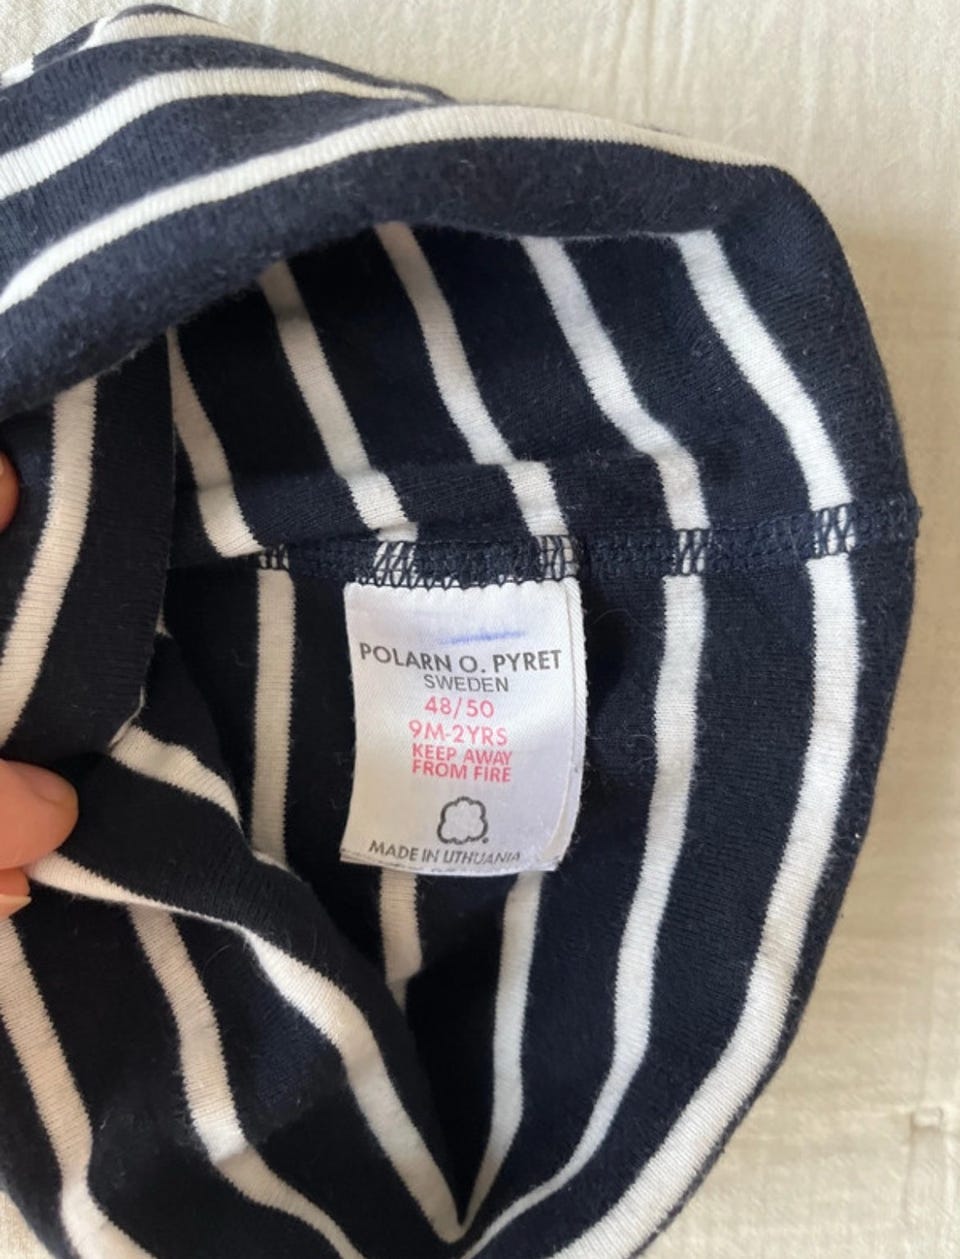 POLARN O. PYRET
SWEDEN
48/50
9M-2YRS
KEEP AWAY
FROM FIRE
MADE IN LITHUANIA